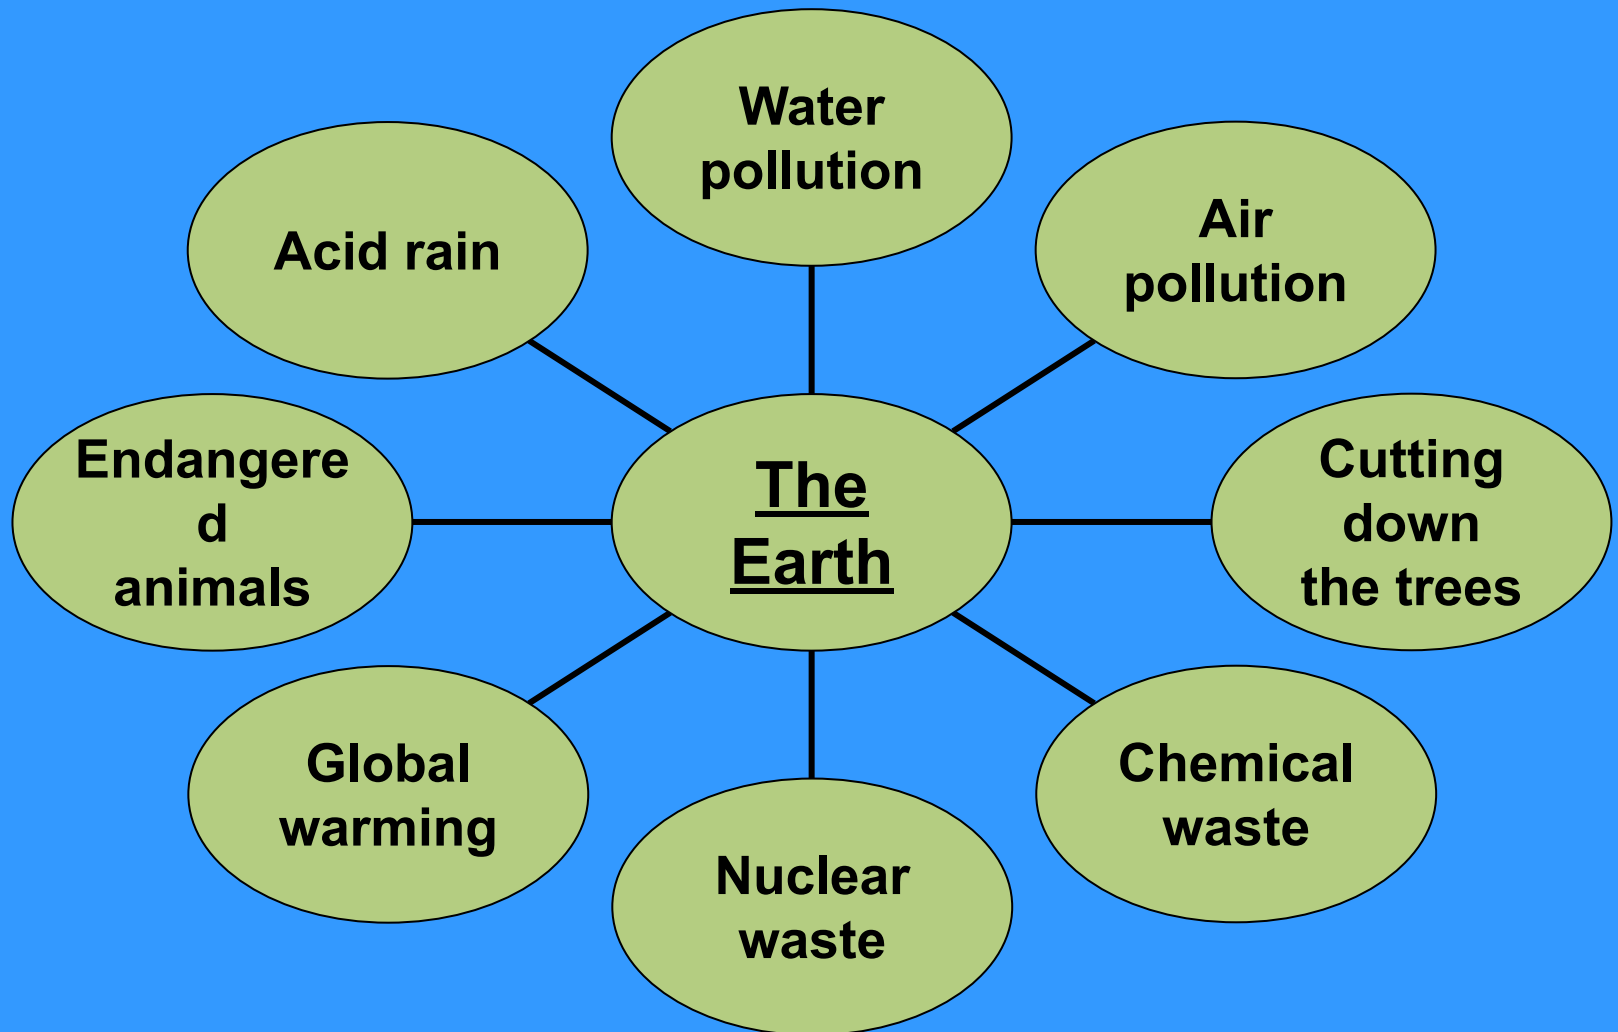 Water
pollution
Air
pollution
Acid rain
Endangere
d
animals
The
Earth
Cutting
down
the trees
Global
warming
Chemical
waste
Nuclear
waste